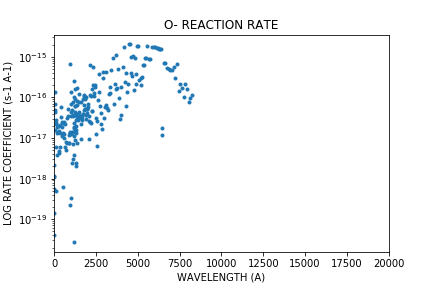 O- REACTION RATE
LOG RATE COEFFICIENT (s-1 A-1)
10⁻¹⁵
10⁻¹⁶
10⁻¹⁷
10⁻¹⁸
10⁻¹⁹
0 2500 5000 7500 10000 12500 15000 17500 20000
WAVELENGTH (A)